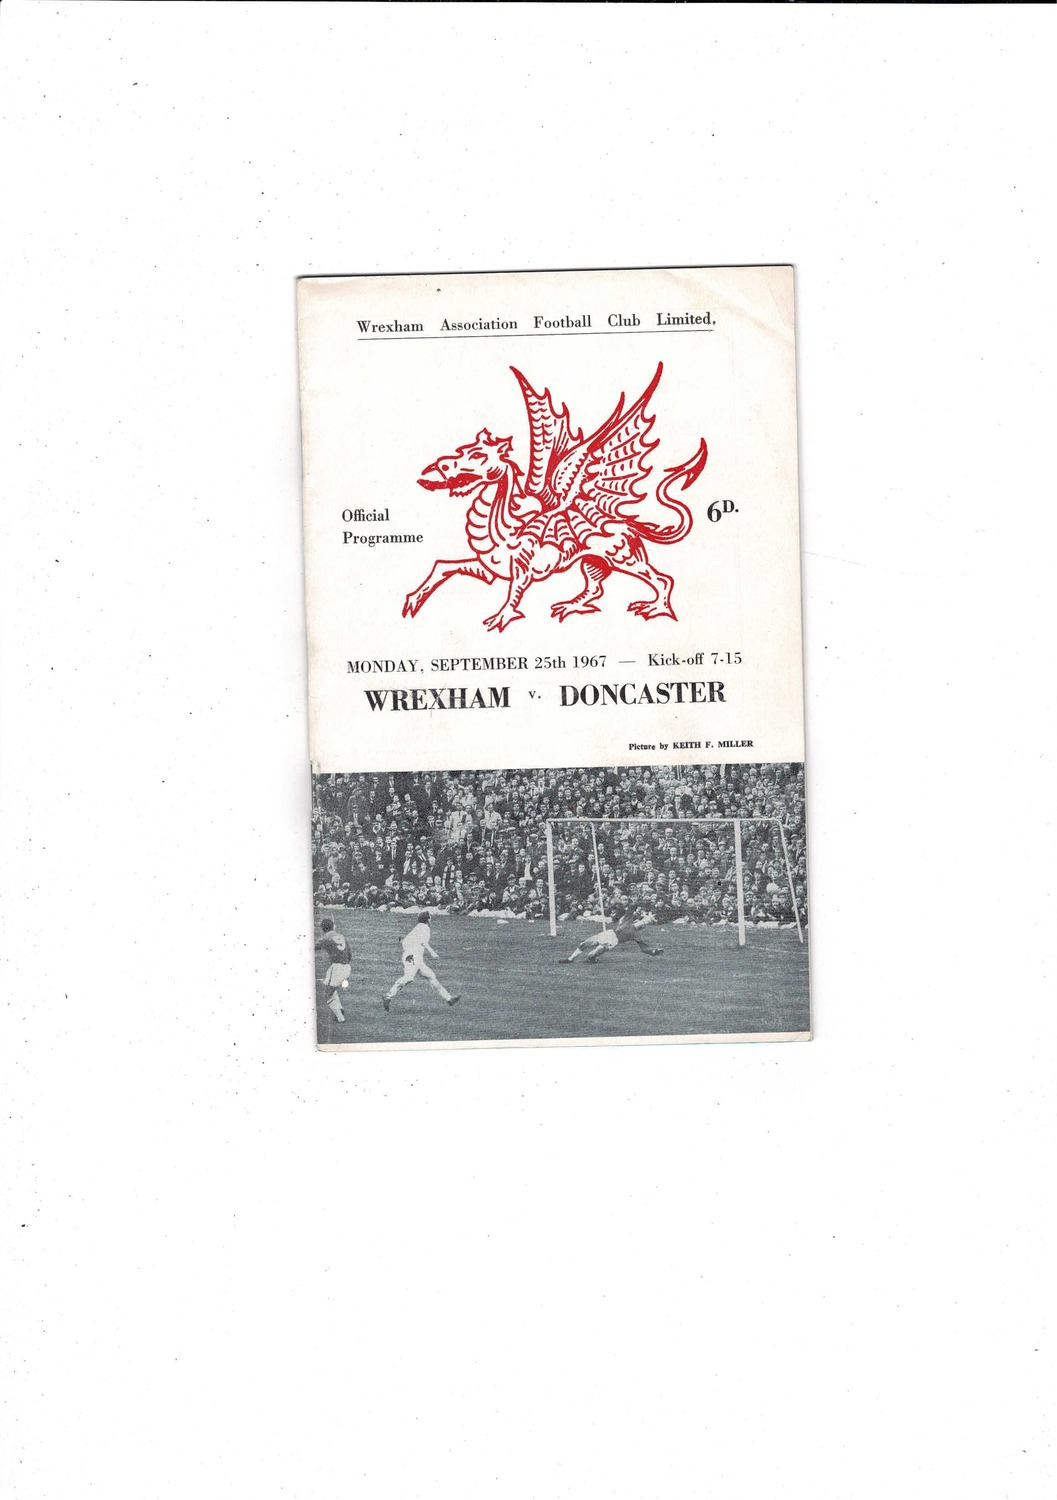 Wrexham Association Football Club Limited,
Official
Programme
6D.
MONDAY, SEPTEMBER 25th 1967 — Kick-off 7-15
WREXHAM v. DONCASTER
Picture by KEITH F. MILLER